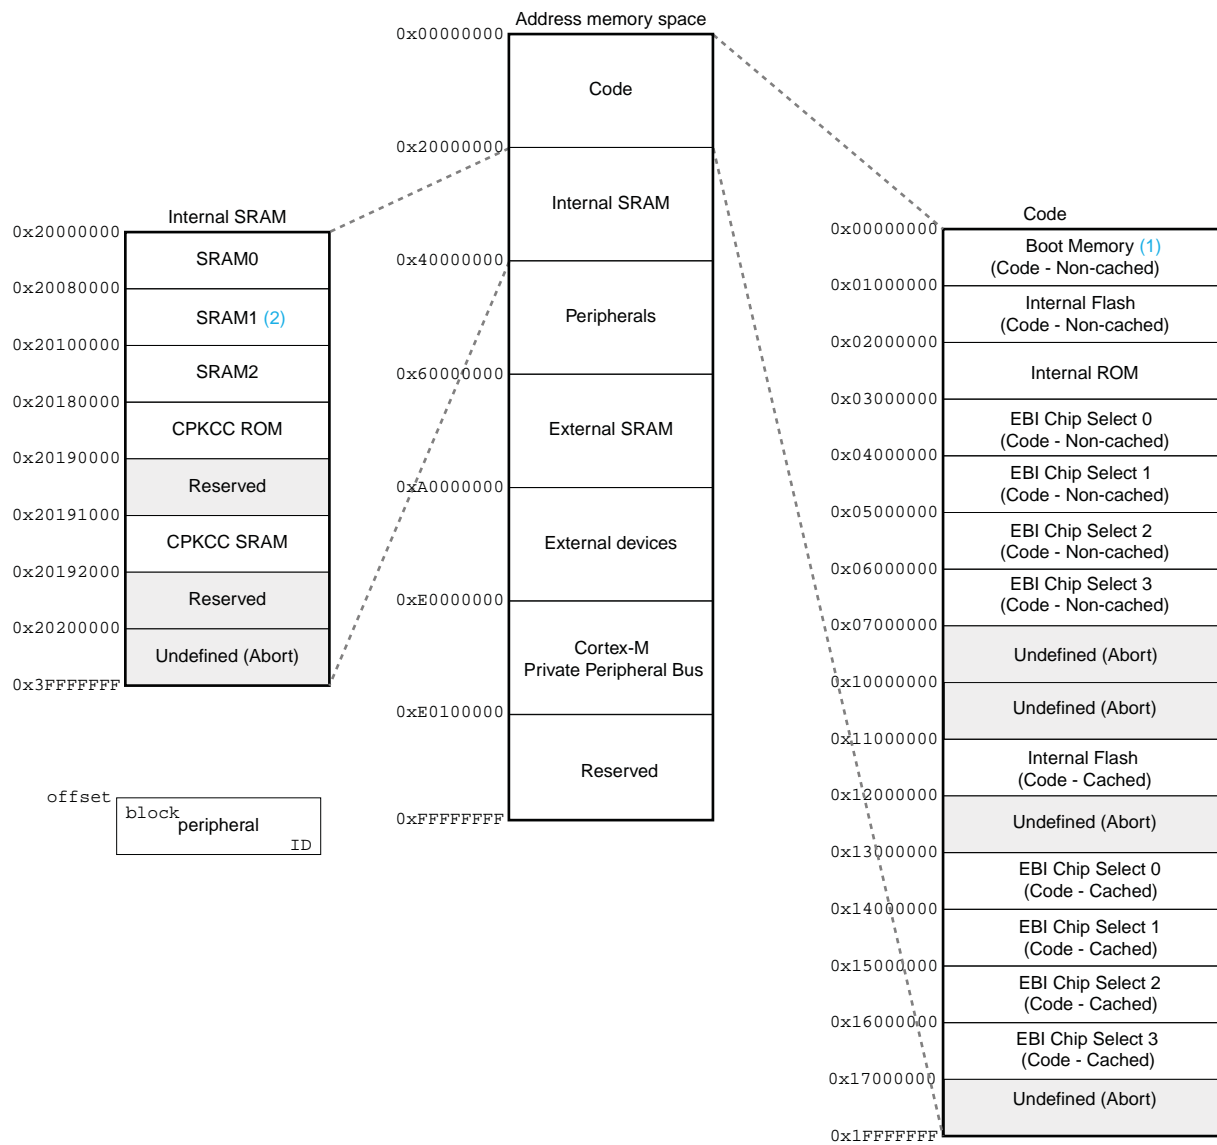 Address memory space
0x00000000
Code
0x20000000
Internal SRAM
0x40000000
Peripherals
0x60000000
External SRAM
0xA0000000
External devices
0xE0000000
Cortex-M
Private Peripheral Bus
0xE0100000
Reserved
0xFFFFFFFF
Internal SRAM
0x20000000
SRAM0
0x20080000
SRAM1 (2)
0x20100000
SRAM2
0x20180000
CPKCC ROM
0x20190000
Reserved
0x20191000
CPKCC SRAM
0x20192000
Reserved
0x20200000
Undefined (Abort)
0x3FFFFFFF
offset
block
peripheral
ID
Code
0x00000000
Boot Memory (1)
(Code - Non-cached)
0x01000000
Internal Flash
(Code - Non-cached)
0x02000000
Internal ROM
0x03000000
EBI Chip Select 0
(Code - Non-cached)
0x04000000
EBI Chip Select 1
(Code - Non-cached)
0x05000000
EBI Chip Select 2
(Code - Non-cached)
0x06000000
EBI Chip Select 3
(Code - Non-cached)
0x07000000
Undefined (Abort)
0x10000000
Undefined (Abort)
0x11000000
Internal Flash
(Code - Cached)
0x12000000
Undefined (Abort)
0x13000000
EBI Chip Select 0
(Code - Cached)
0x14000000
EBI Chip Select 1
(Code - Cached)
0x15000000
EBI Chip Select 2
(Code - Cached)
0x16000000
EBI Chip Select 3
(Code - Cached)
0x17000000
Undefined (Abort)
0x1FFFFFFF